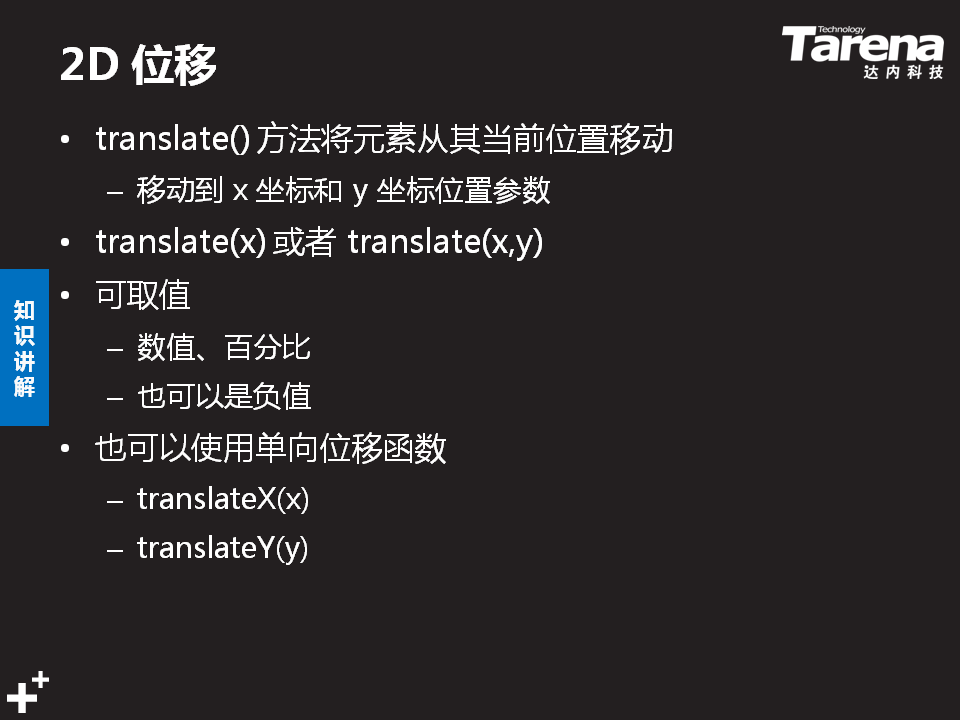 2D 位移
Technology
Tarena
达内科技
• translate() 方法将元素从其当前位置移动
– 移动到 x 坐标和 y 坐标位置参数
• translate(x) 或者 translate(x,y)
• 可取值
– 数值、百分比
– 也可以是负值
• 也可以使用单向位移函数
– translateX(x)
– translateY(y)
知识讲解